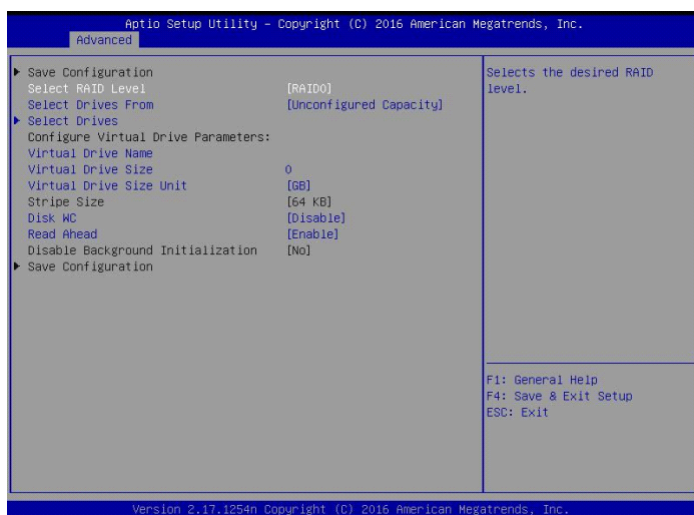 Aptio Setup Utility – Copyright (C) 2016 American Megatrends, Inc.
Advanced
Save Configuration
Select RAID Level [RAID0]
Select Drives From [Unconfigured Capacity]
Select Drives
Configure Virtual Drive Parameters:
Virtual Drive Name
Virtual Drive Size 0
Virtual Drive Size Unit [GB]
Stripe Size [64 KB]
Disk WC [Disable]
Read Ahead [Enable]
Disable Background Initialization [No]
Save Configuration
Selects the desired RAID
level.
F1: General Help
F4: Save & Exit Setup
ESC: Exit
Version 2.17.1254n Copyright (C) 2016 American Megatrends, Inc.